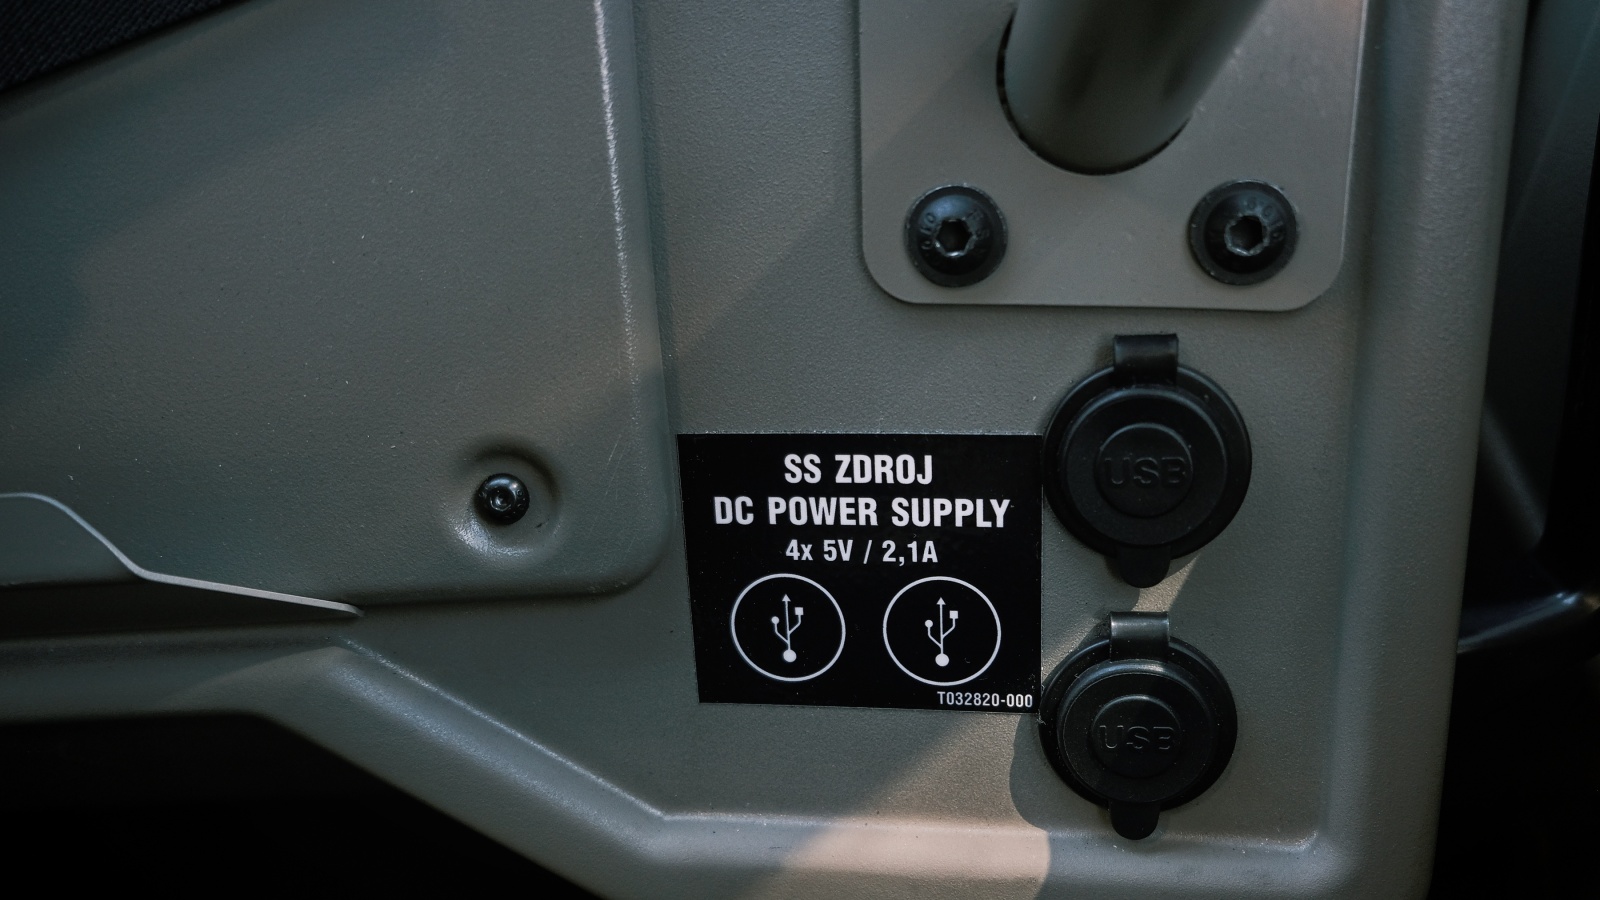 SS ZDROJ
DC POWER SUPPLY
4x 5V / 2,1A
T032820-000
USB
USB